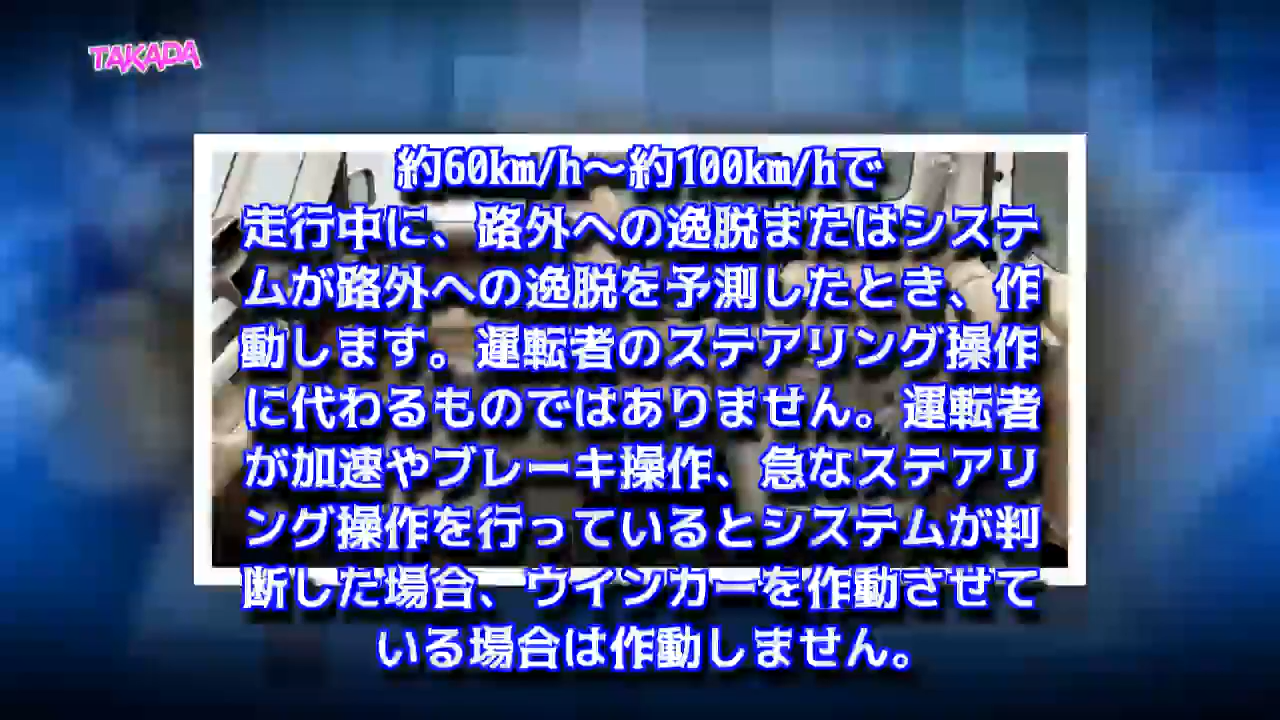 TAKADA
約60km/h～約100km/hで
走行中に、路外への逸脱またはシステ
ムが路外への逸脱を予測したとき、作
動します。運転者のステアリング操作
に代わるものではありません。運転者
が加速やブレーキ操作、急なステアリ
ング操作を行っているとシステムが判
断した場合、ウインカーを作動させて
いる場合は作動しません。